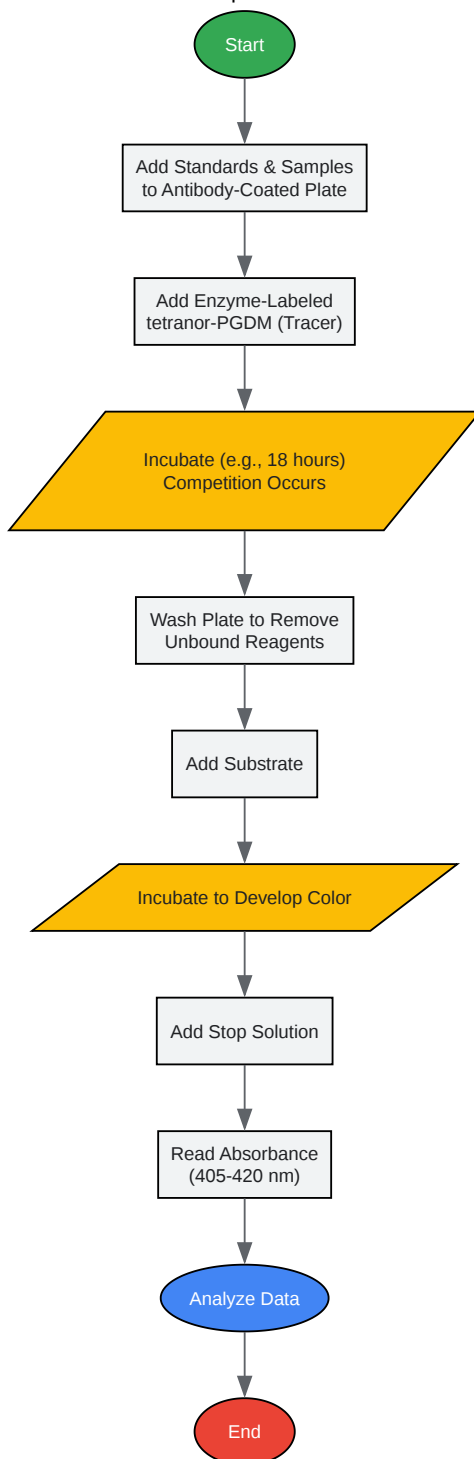 Start
Add Standards & Samples
to Antibody-Coated Plate
Add Enzyme-Labeled
tetranor-PGDM (Tracer)
Incubate (e.g., 18 hours)
Competition Occurs
Wash Plate to Remove
Unbound Reagents
Add Substrate
Incubate to Develop Color
Add Stop Solution
Read Absorbance
(405-420 nm)
Analyze Data
End